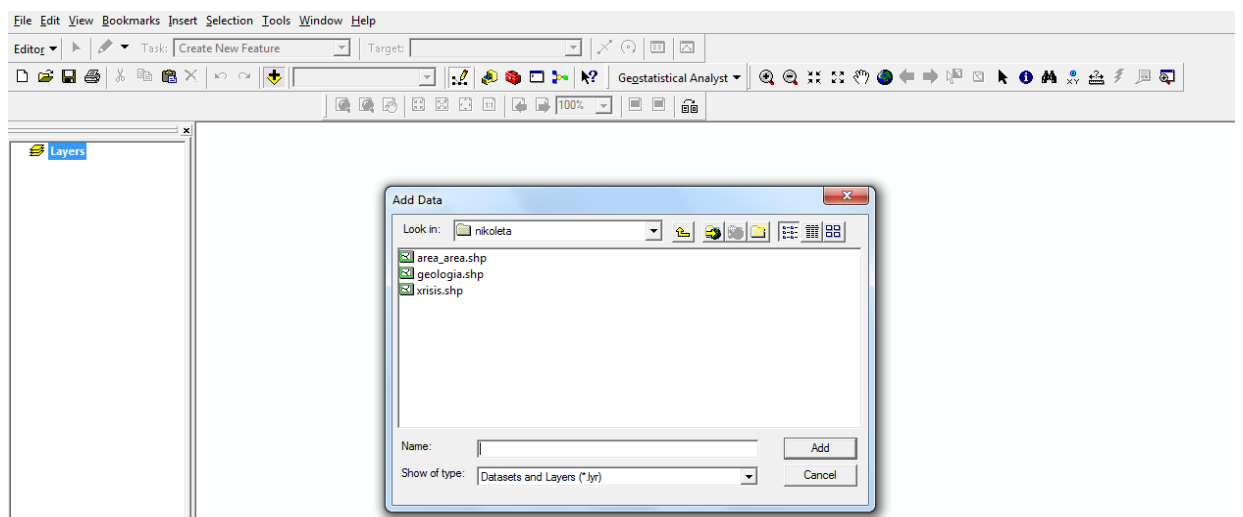 File Edit View Bookmarks Insert Selection Tools Window Help
Editor Task: Create New Feature Target:
Geostatistical Analyst
100%
Layers
Add Data
Look in: nikoleta
area_area.shp
geologia.shp
xrisis.shp
Name: Add
Show of type: Datasets and Layers (*.lyr) Cancel